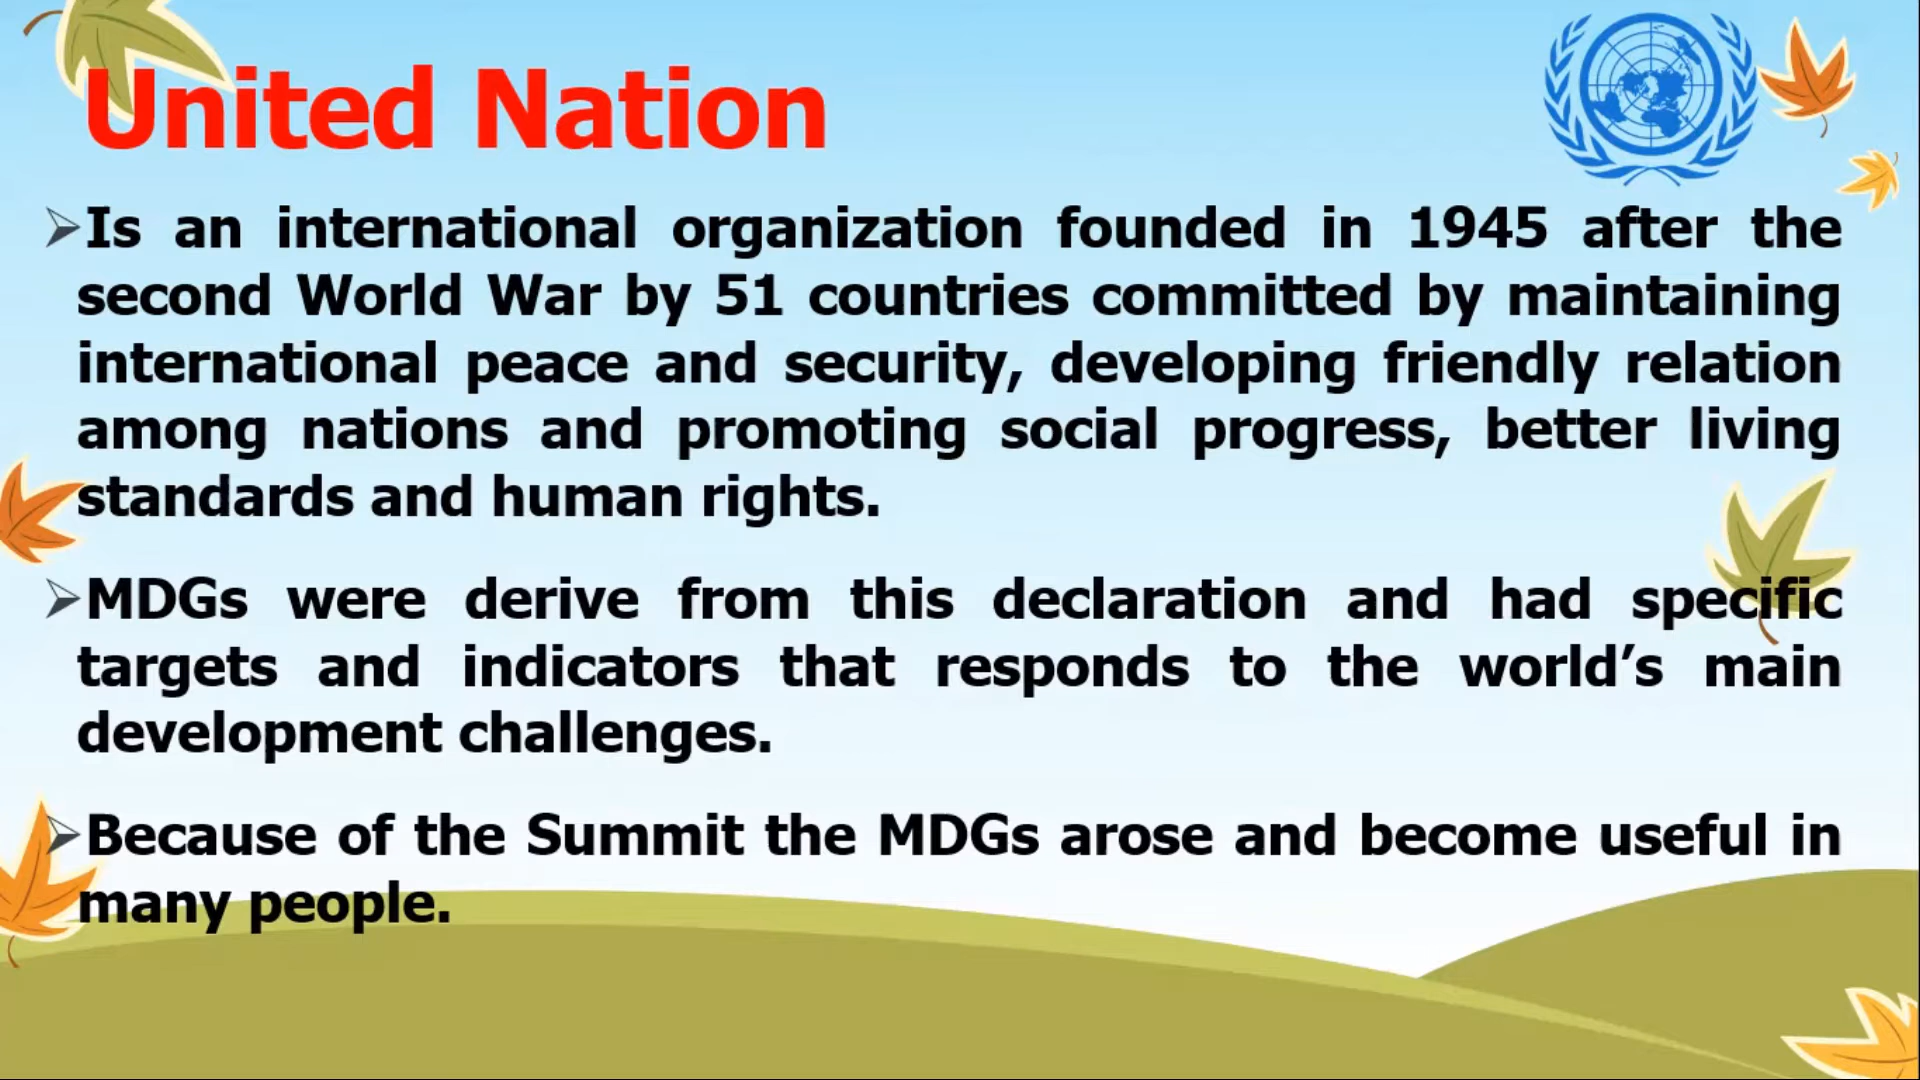 United Nation
Is an international organization founded in 1945 after the
second World War by 51 countries committed by maintaining
international peace and security, developing friendly relation
among nations and promoting social progress, better living
standards and human rights.
MDGs were derive from this declaration and had specific
targets and indicators that responds to the world’s main
development challenges.
Because of the Summit the MDGs arose and become useful in
many people.